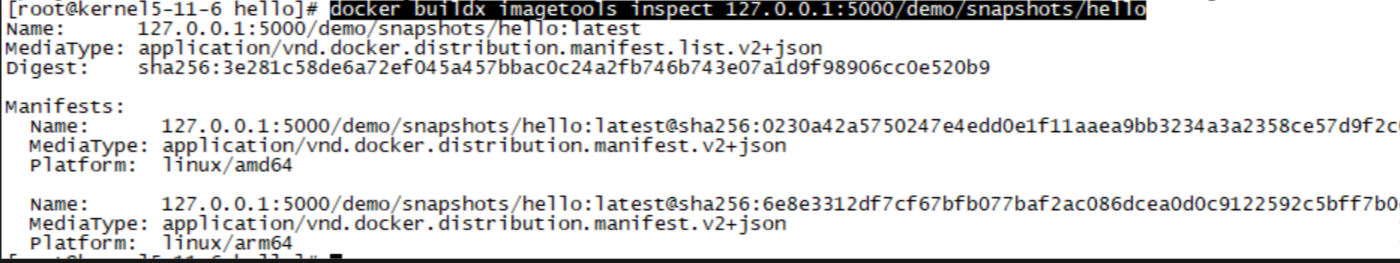 [root@kernel5-11-6 hello]# docker buildx imagetools inspect 127.0.0.1:5000/demo/snapshots/hello
Name:      127.0.0.1:5000/demo/snapshots/hello:latest
MediaType: application/vnd.docker.distribution.manifest.list.v2+json
Digest:    sha256:3e281c58de6a72ef045a457bbac0c24a2fb746b743e07a1d9f98906cc0e520b9
Manifests:
  Name:      127.0.0.1:5000/demo/snapshots/hello:latest@sha256:0230a42a5750247e4edd0e1f11aaea9bb3234a3a2358ce57d9f2c
  MediaType: application/vnd.docker.distribution.manifest.v2+json
  Platform:  linux/amd64
  Name:      127.0.0.1:5000/demo/snapshots/hello:latest@sha256:6e8e3312df7cf67bfb077baf2ac086dcea0d0c9122592c5bff7b0
  MediaType: application/vnd.docker.distribution.manifest.v2+json
  Platform:  linux/arm64